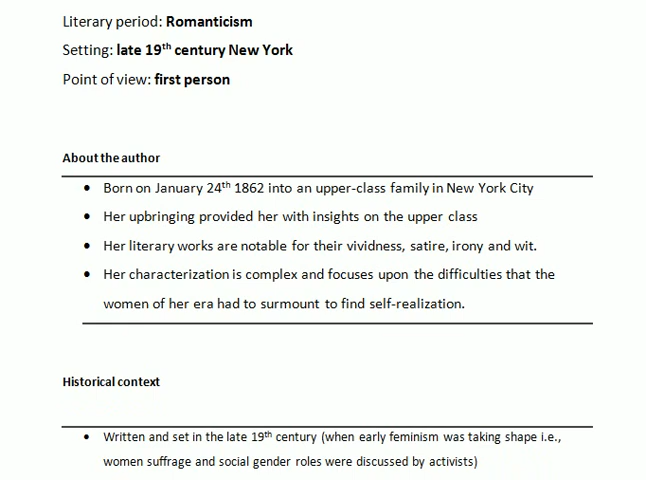 Literary period: Romanticism
Setting: late 19th century New York
Point of view: first person
About the author
• Born on January 24th 1862 into an upper-class family in New York City
• Her upbringing provided her with insights on the upper class
• Her literary works are notable for their vividness, satire, irony and wit.
• Her characterization is complex and focuses upon the difficulties that the
women of her era had to surmount to find self-realization.
Historical context
• Written and set in the late 19th century (when early feminism was taking shape i.e.,
women suffrage and social gender roles were discussed by activists)